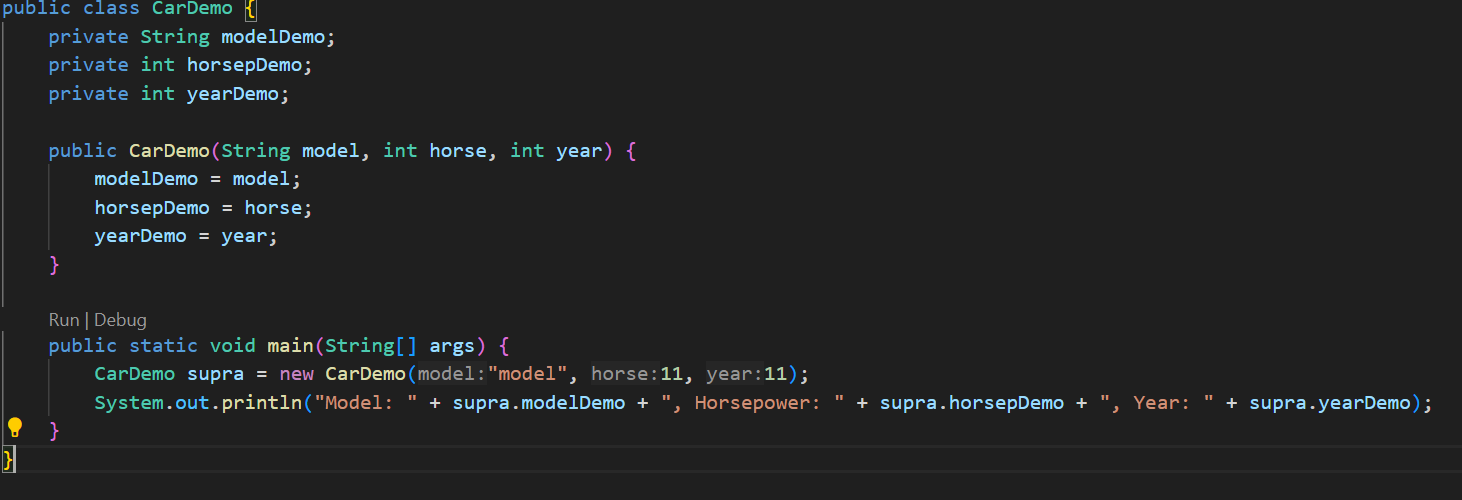 public class CarDemo {
    private String modelDemo;
    private int horsepDemo;
    private int yearDemo;

    public CarDemo(String model, int horse, int year) {
        modelDemo = model;
        horsepDemo = horse;
        yearDemo = year;
    }

    Run | Debug
    public static void main(String[] args) {
        CarDemo supra = new CarDemo(model:"model", horse:11, year:11);
        System.out.println("Model: " + supra.modelDemo + ", Horsepower: " + supra.horsepDemo + ", Year: " + supra.yearDemo);
    }
}